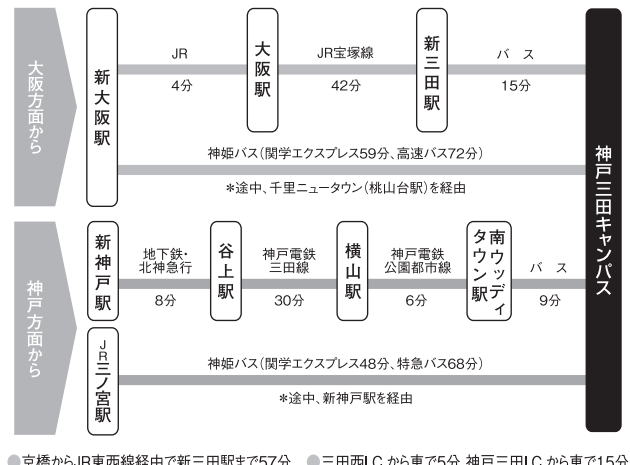 大阪方面から
新大阪駅
JR
4分
大阪駅
JR宝塚線
42分
新三田駅
バス
15分
神姫バス(関学エクスプレス59分、高速バス72分)
*途中、千里ニュータウン(桃山台駅)を経由
神戸方面から
新神戸駅
地下鉄・
北神急行
8分
谷上駅
神戸電鉄
三田線
30分
横山駅
神戸電鉄
公園都市線
6分
南ウッディ
タウン駅
バス
9分
JR三ノ宮駅
神姫バス(関学エクスプレス48分、特急バス68分)
*途中、新神戸駅を経由
神戸三田キャンパス
●京橋からJR東西線経由で新三田駅まで57分 ●三田西I.C.から車で5分、神戸三田I.C.から車で15分